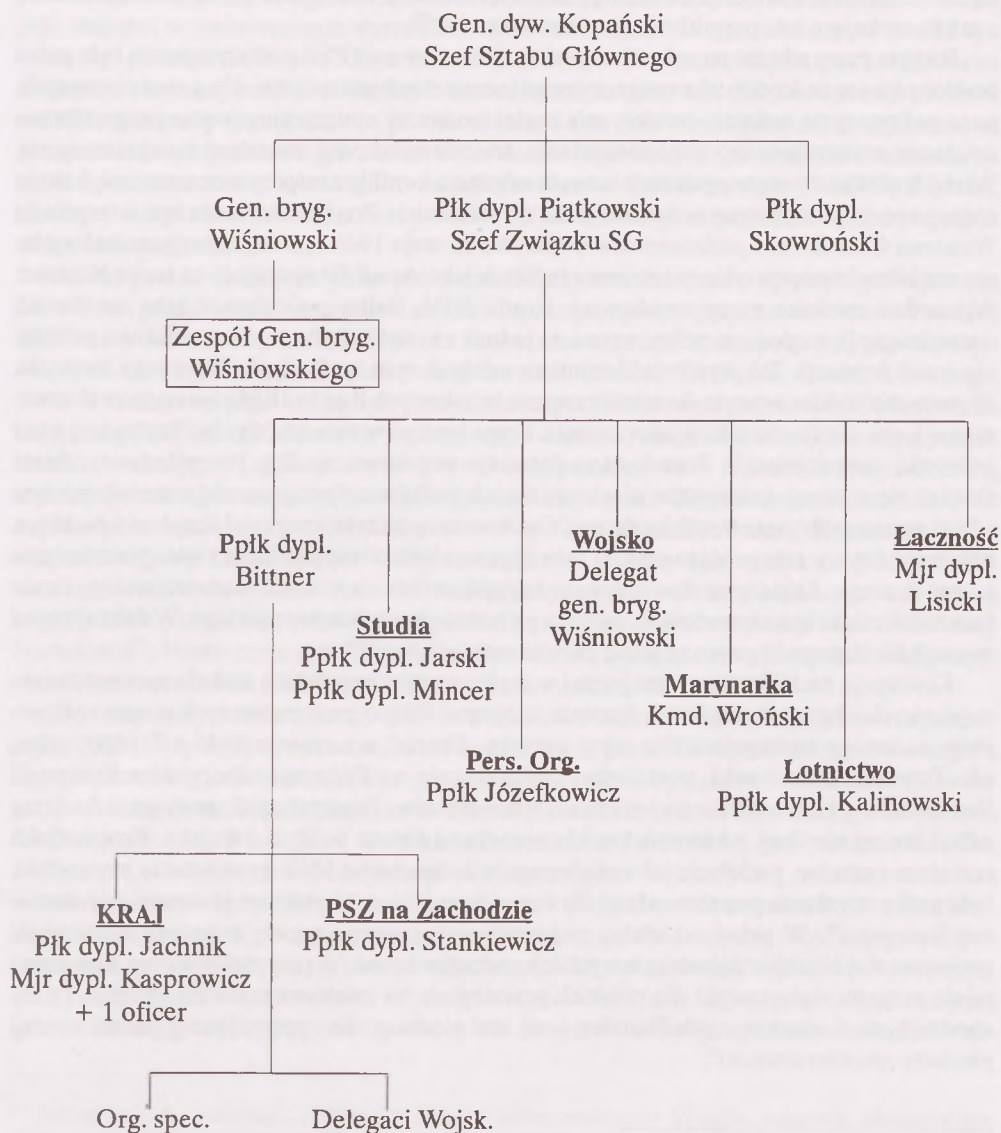 Gen. dyw. Kopański
Szef Sztabu Głównego
Gen. bryg.
Wiśniowski
Płk dypl. Piątkowski
Szef Związku SG
Płk dypl.
Skowroński
Zespół Gen. bryg.
Wiśniowskiego
Ppłk dypl.
Bittner
Studia
Ppłk dypl. Jarski
Ppłk dypl. Mincer
Wojsko
Delegat
gen. bryg.
Wiśniowski
Pers. Org.
Ppłk Józefkowicz
Marynarka
Kmd. Wroński
Lotnictwo
Ppłk dypl. Kalinowski
Łączność
Mjr dypl.
Lisicki
KRAJ
Płk dypl. Jachnik
Mjr dypl. Kasprowicz
+ 1 oficer
PSZ na Zachodzie
Ppłk dypl. Stankiewicz
Org. spec.
Delegaci Wojsk.